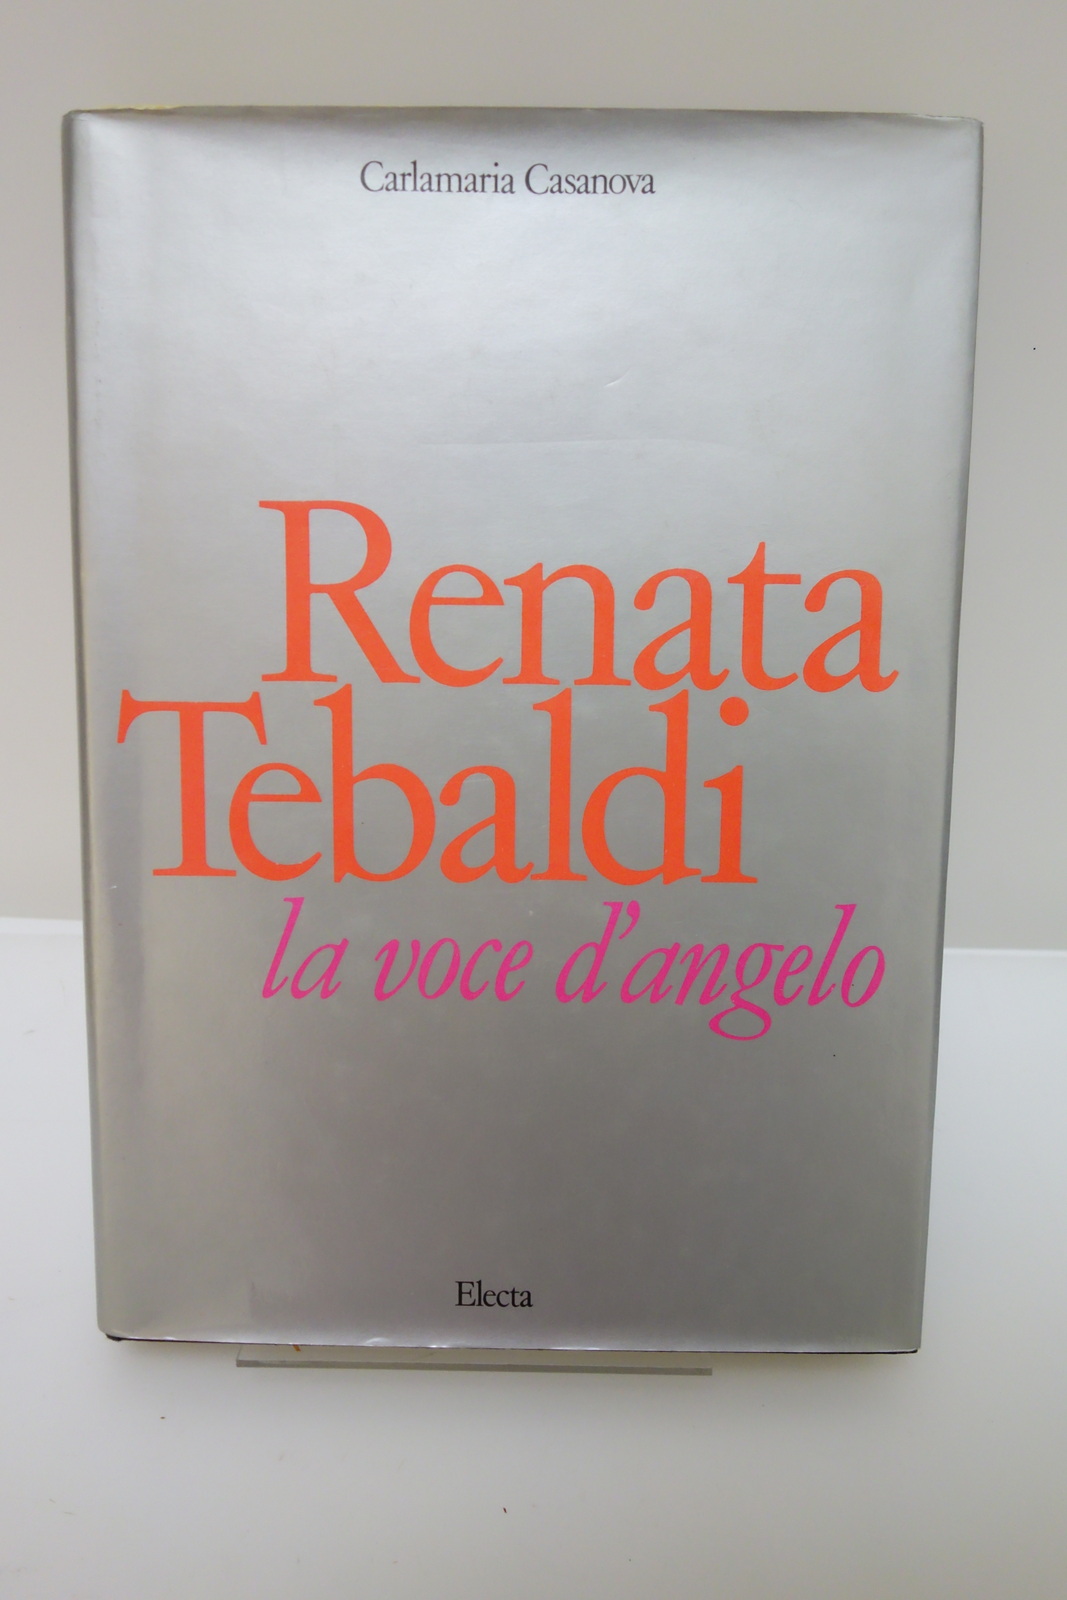 Carlamaria Casanova
Renata
Tebaldi
la voce d'angelo
Electa